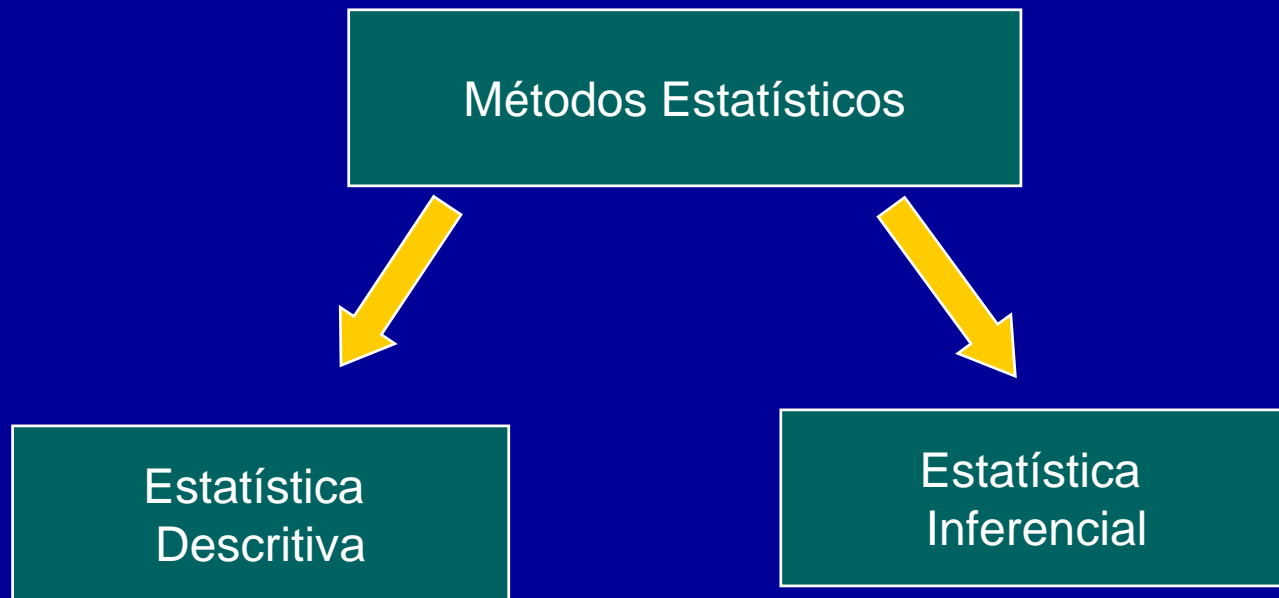 Métodos Estatísticos
Estatística
Descritiva
Estatística
Inferencial